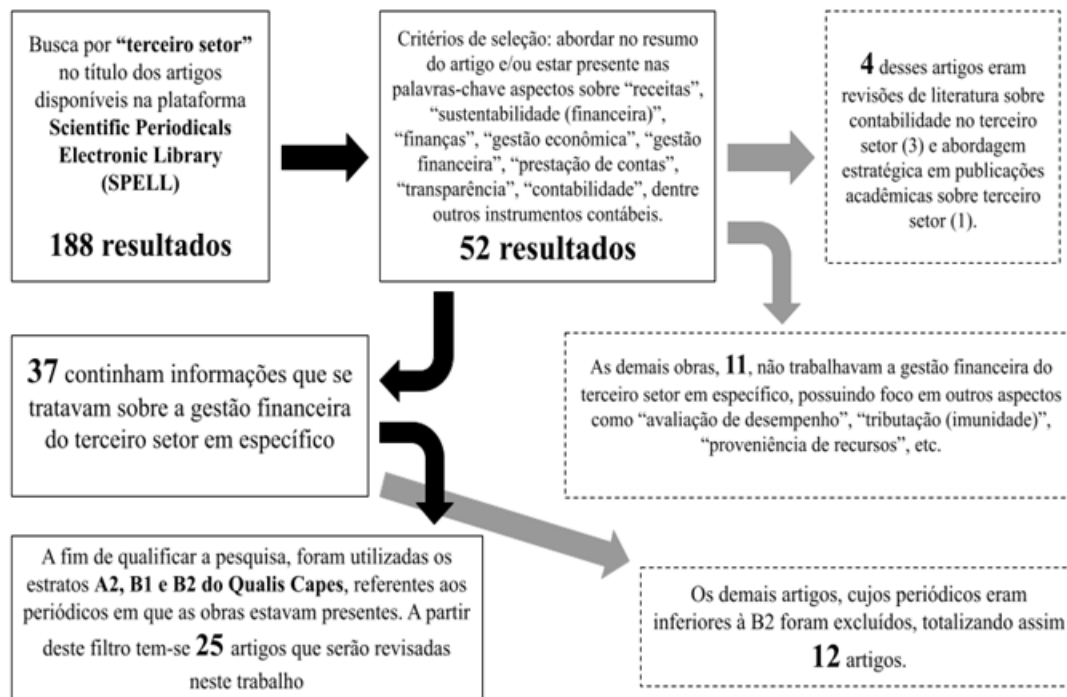 Busca por “terceiro setor”
no título dos artigos
disponíveis na plataforma
Scientific Periodicals
Electronic Library
(SPELL)
188 resultados
Critérios de seleção: abordar no resumo
do artigo e/ou estar presente nas
palavras-chave aspectos sobre “receitas”,
“sustentabilidade (financeira)”,
“finanças”, “gestão econômica”, “gestão
financeira”, “prestação de contas”,
“transparência”, “contabilidade”, dentre
outros instrumentos contábeis.
52 resultados
4 desses artigos eram
revisões de literatura sobre
contabilidade no terceiro
setor (3) e abordagem
estratégica em publicações
acadêmicas sobre terceiro
setor (1).
37 continham informações que se
tratavam sobre a gestão financeira
do terceiro setor em específico
As demais obras, 11, não trabalhavam a gestão financeira do
terceiro setor em específico, possuindo foco em outros aspectos
como “avaliação de desempenho”, “tributação (imunidade)”,
“proveniência de recursos”, etc.
A fim de qualificar a pesquisa, foram utilizadas os
estratos A2, B1 e B2 do Qualis Capes, referentes aos
periódicos em que as obras estavam presentes. A partir
deste filtro tem-se 25 artigos que serão revisadas
neste trabalho
Os demais artigos, cujos periódicos eram
inferiores à B2 foram excluídos, totalizando assim
12 artigos.